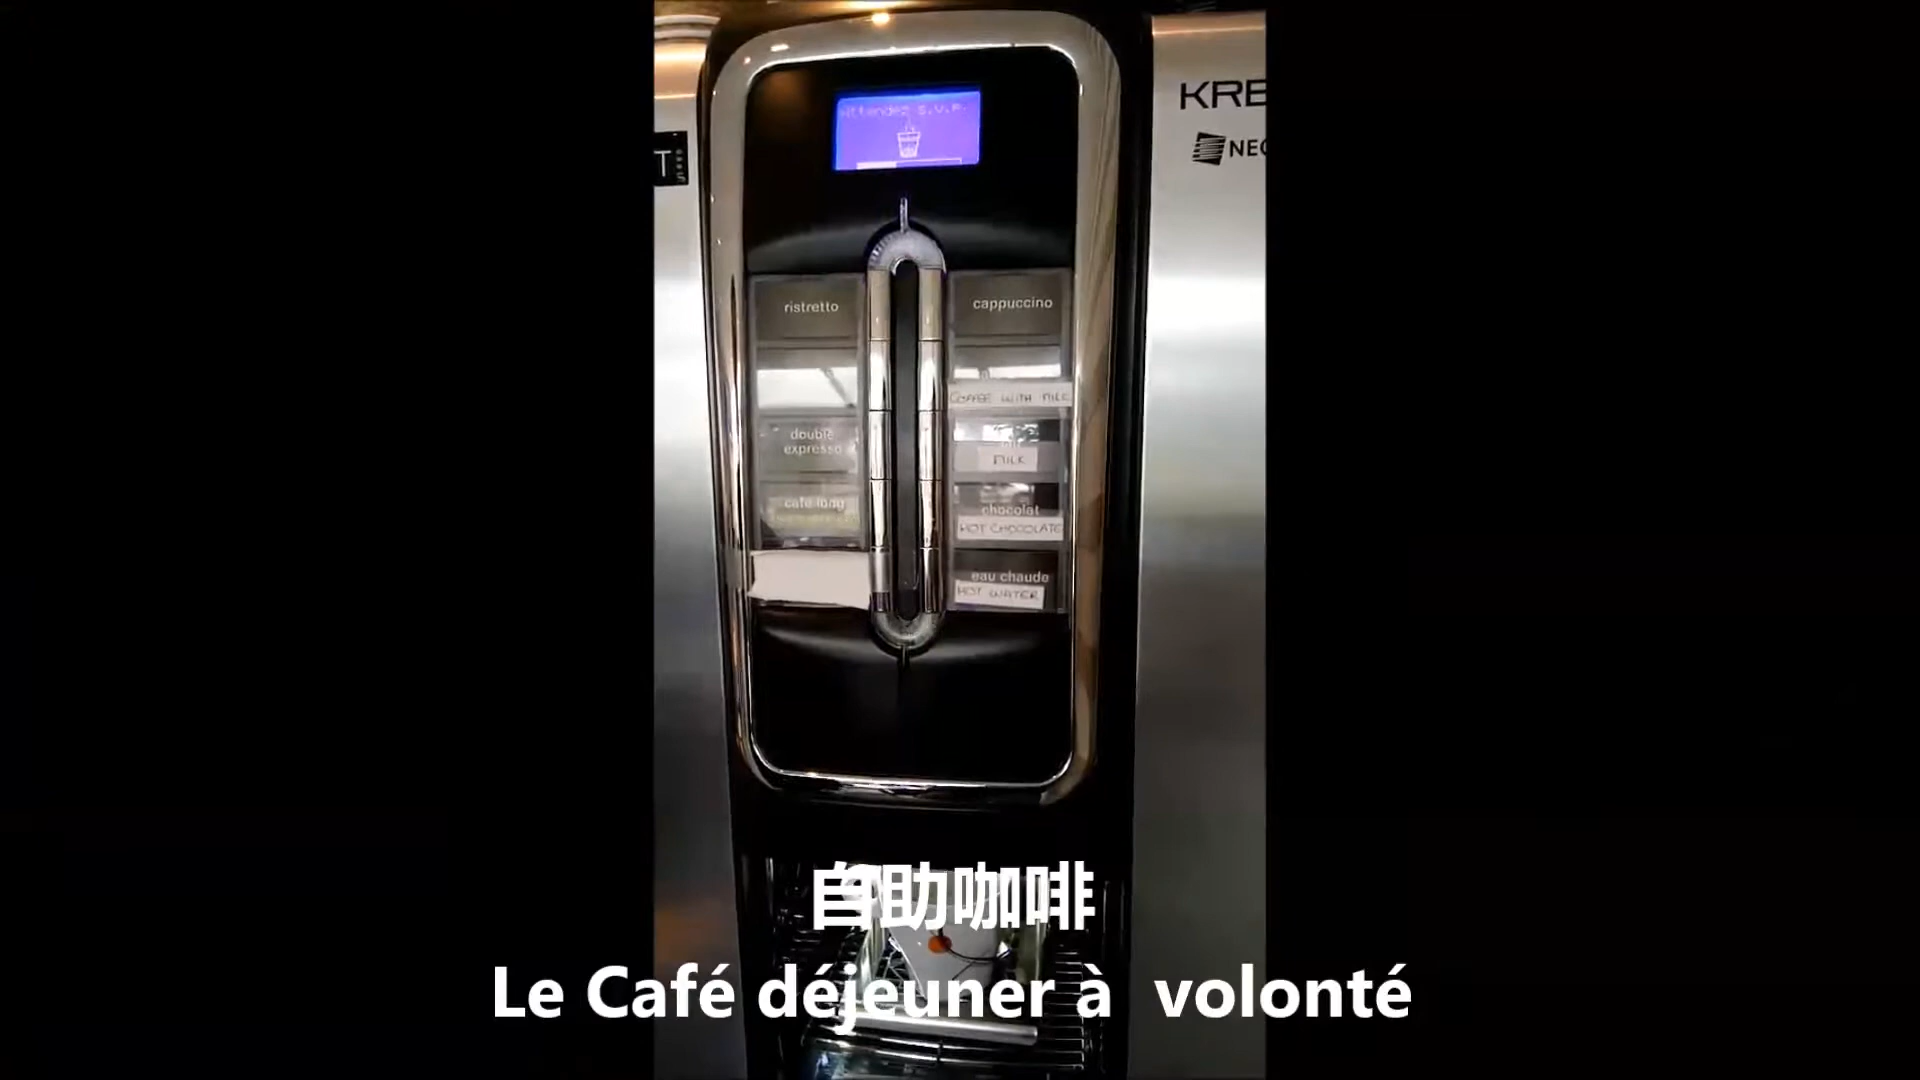 Attendez s.v.p.
KRE
NEC
T
ristretto
cappuccino
COFFEE WITH MILK
double
expresso
lait
MILK
café long
chocolat
HOT CHOCOLATE
eau chaude
HOT WATER
自助咖啡
Le Café déjeuner à volonté